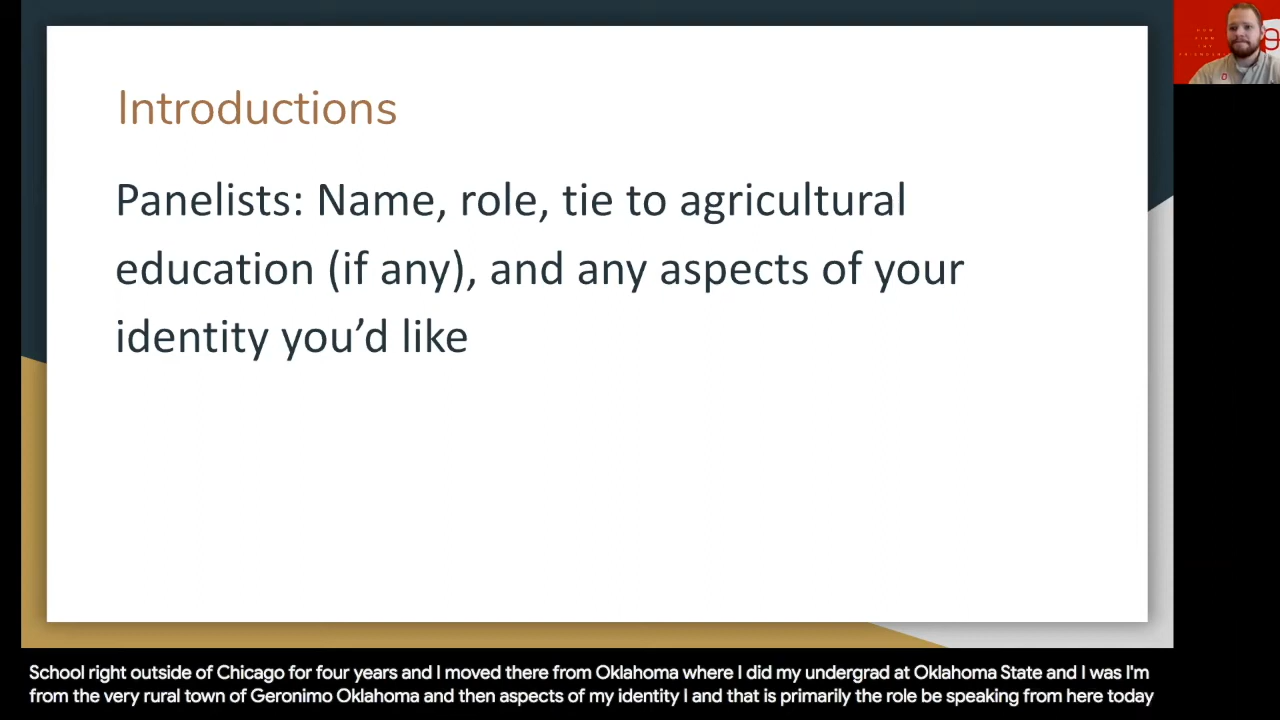 Introductions
Panelists: Name, role, tie to agricultural
education (if any), and any aspects of your
identity you’d like
School right outside of Chicago for four years and I moved there from Oklahoma where I did my undergrad at Oklahoma State and I was I'm
from the very rural town of Geronimo Oklahoma and then aspects of my identity I and that is primarily the role be speaking from here today